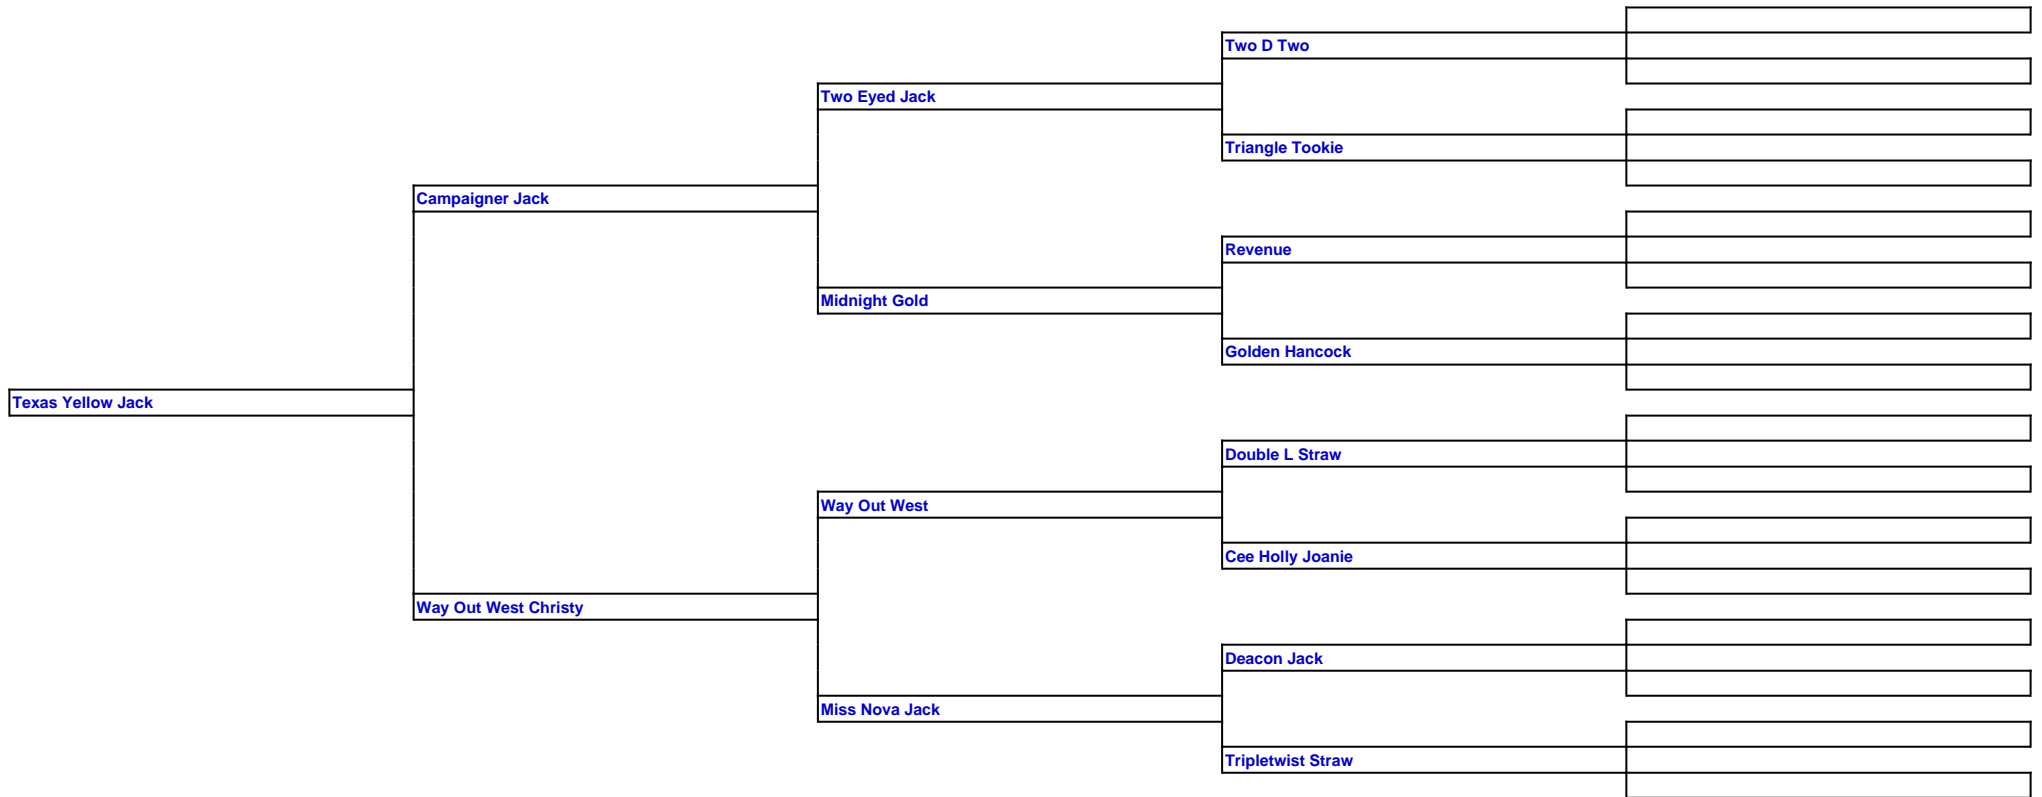 Two D Two
Two Eyed Jack
Triangle Tookie
Campaigner Jack
Revenue
Midnight Gold
Golden Hancock
Texas Yellow Jack
Double L Straw
Way Out West
Cee Holly Joanie
Way Out West Christy
Deacon Jack
Miss Nova Jack
Tripletwist Straw